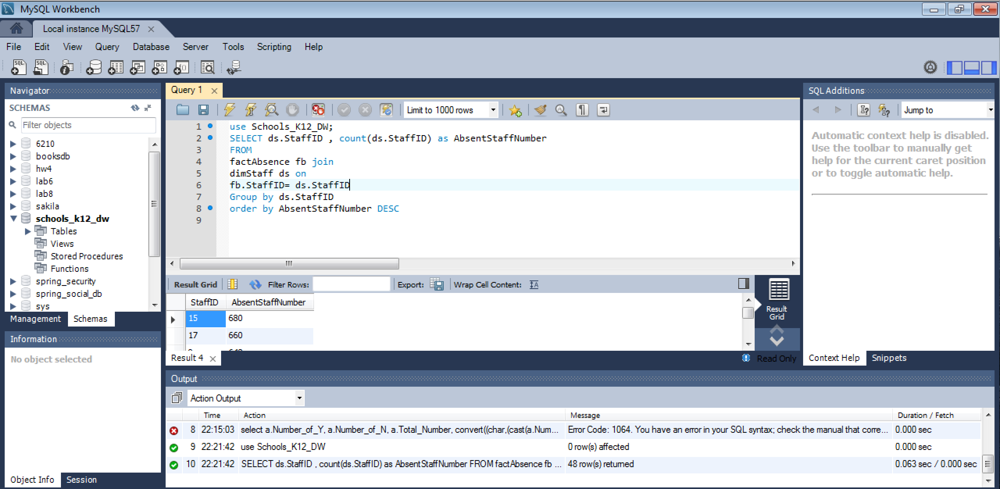 MySQL Workbench
Local instance MySQL57
File Edit View Query Database Server Tools Scripting Help
Navigator
SCHEMAS
Filter objects
6210
booksdb
hw4
lab6
lab8
sakila
schools_k12_dw
Tables
Views
Stored Procedures
Functions
spring_security
spring_social_db
sys
Management Schemas
Information
No object selected
Object Info Session
Query 1
Limit to 1000 rows
1 use Schools_K12_DW;
2 SELECT ds.StaffID , count(ds.StaffID) as AbsentStaffNumber
3 FROM
4 factAbsence fb join
5 dimStaff ds on
6 fb.StaffID= ds.StaffID
7 Group by ds.StaffID
8 order by AbsentStaffNumber DESC
9
Result Grid Filter Rows: Export: Wrap Cell Content:
StaffID AbsentStaffNumber
15 680
17 660
Result Grid
Result 4
Read Only
SQL Additions
Jump to
Automatic context help is disabled.
Use the toolbar to manually get
help for the current caret position
or to toggle automatic help.
Context Help Snippets
Output
Action Output
Time Action Message Duration / Fetch
8 22:15:03 select a.Number_of_Y, a.Number_of_N, a.Total_Number, convert((char,(cast(a.Num... Error Code: 1064. You have an error in your SQL syntax; check the manual that corre... 0.000 sec
9 22:21:42 use Schools_K12_DW 0 row(s) affected 0.000 sec
10 22:21:42 SELECT ds.StaffID , count(ds.StaffID) as AbsentStaffNumber FROM factAbsence fb ... 48 row(s) returned 0.063 sec / 0.000 sec